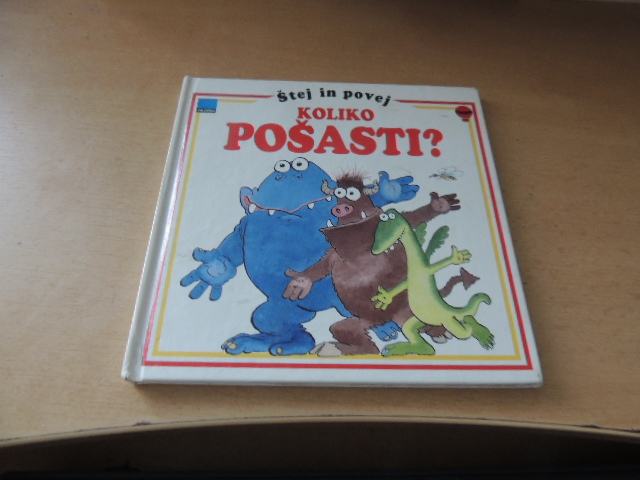 Štej in povej
KOLIKO
POŠASTI?